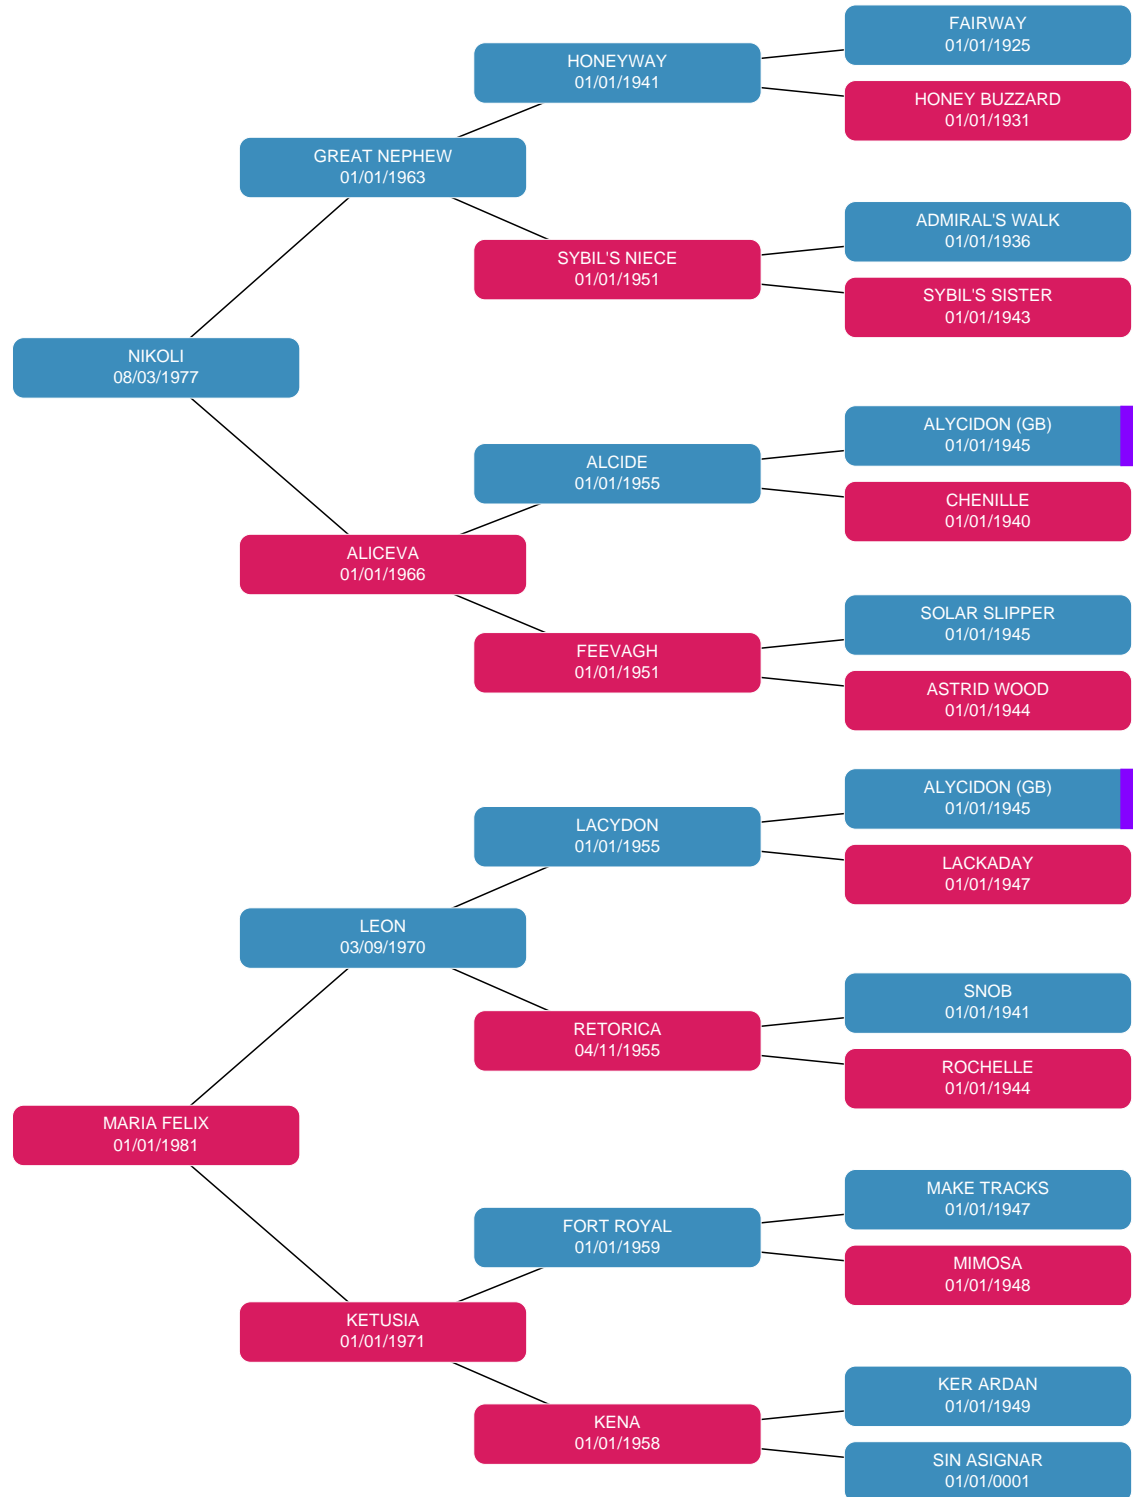 FAIRWAY
01/01/1925
HONEYWAY
01/01/1941
HONEY BUZZARD
01/01/1931
GREAT NEPHEW
01/01/1963
ADMIRAL'S WALK
01/01/1936
SYBIL'S NIECE
01/01/1951
SYBIL'S SISTER
01/01/1943
NIKOLI
08/03/1977
ALYCIDON (GB)
01/01/1945
ALCIDE
01/01/1955
CHENILLE
01/01/1940
ALICEVA
01/01/1966
SOLAR SLIPPER
01/01/1945
FEEVAGH
01/01/1951
ASTRID WOOD
01/01/1944
ALYCIDON (GB)
01/01/1945
LACYDON
01/01/1955
LACKADAY
01/01/1947
LEON
03/09/1970
SNOB
01/01/1941
RETORICA
04/11/1955
ROCHELLE
01/01/1944
MARIA FELIX
01/01/1981
MAKE TRACKS
01/01/1947
FORT ROYAL
01/01/1959
MIMOSA
01/01/1948
KETUSIA
01/01/1971
KER ARDAN
01/01/1949
KENA
01/01/1958
SIN ASIGNAR
01/01/0001